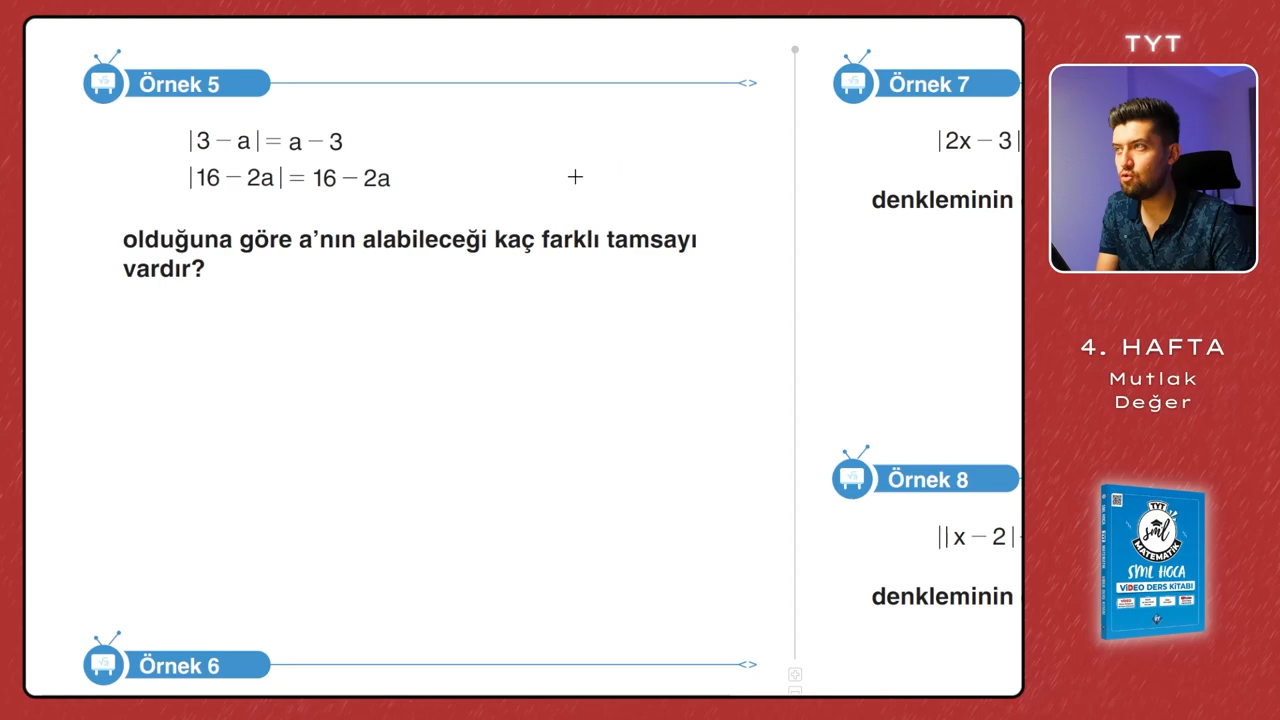 Örnek 5
|3 − a| = a − 3
|16 − 2a| = 16 − 2a
olduğuna göre a’nın alabileceği kaç farklı tamsayı
vardır?
Örnek 6
Örnek 7
|2x − 3|
denkleminin
Örnek 8
||x − 2|
denkleminin
TYT
4. HAFTA
Mutlak
Değer
TYT
sml
MATEMATİK
SML HOCA
VİDEO DERS KİTABI